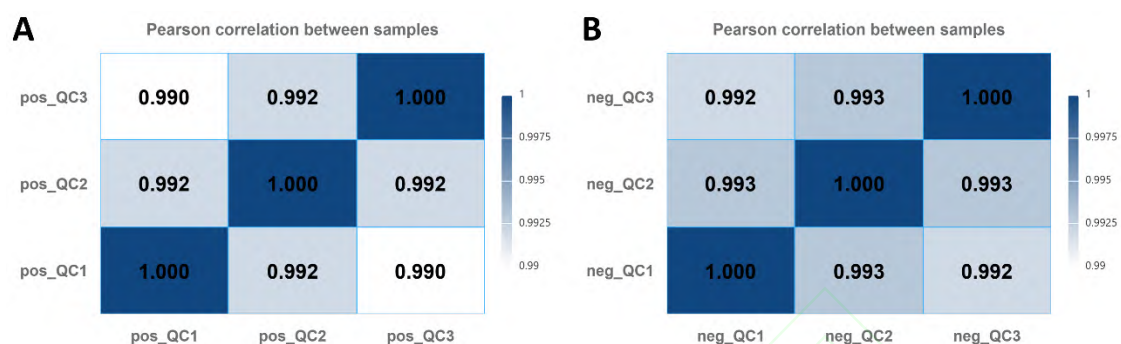 A
Pearson correlation between samples
pos_QC3 0.990 0.992 1.000
pos_QC2 0.992 1.000 0.992
pos_QC1 1.000 0.992 0.990
pos_QC1 pos_QC2 pos_QC3
1
0.9975
0.995
0.9925
0.99
B
Pearson correlation between samples
neg_QC3 0.992 0.993 1.000
neg_QC2 0.993 1.000 0.993
neg_QC1 1.000 0.993 0.992
neg_QC1 neg_QC2 neg_QC3
1
0.9975
0.995
0.9925
0.99